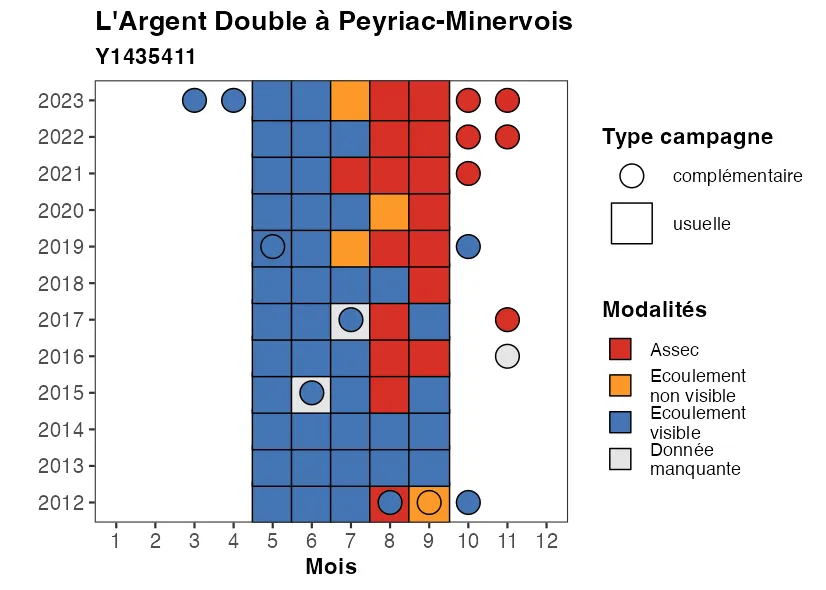 L'Argent Double à Peyriac-Minervois
Y1435411
2023
2022
2021
2020
2019
2018
2017
2016
2015
2014
2013
2012
1 2 3 4 5 6 7 8 9 10 11 12
Mois
Type campagne
complémentaire
usuelle
Modalités
Assec
Ecoulement
non visible
Ecoulement
visible
Donnée
manquante